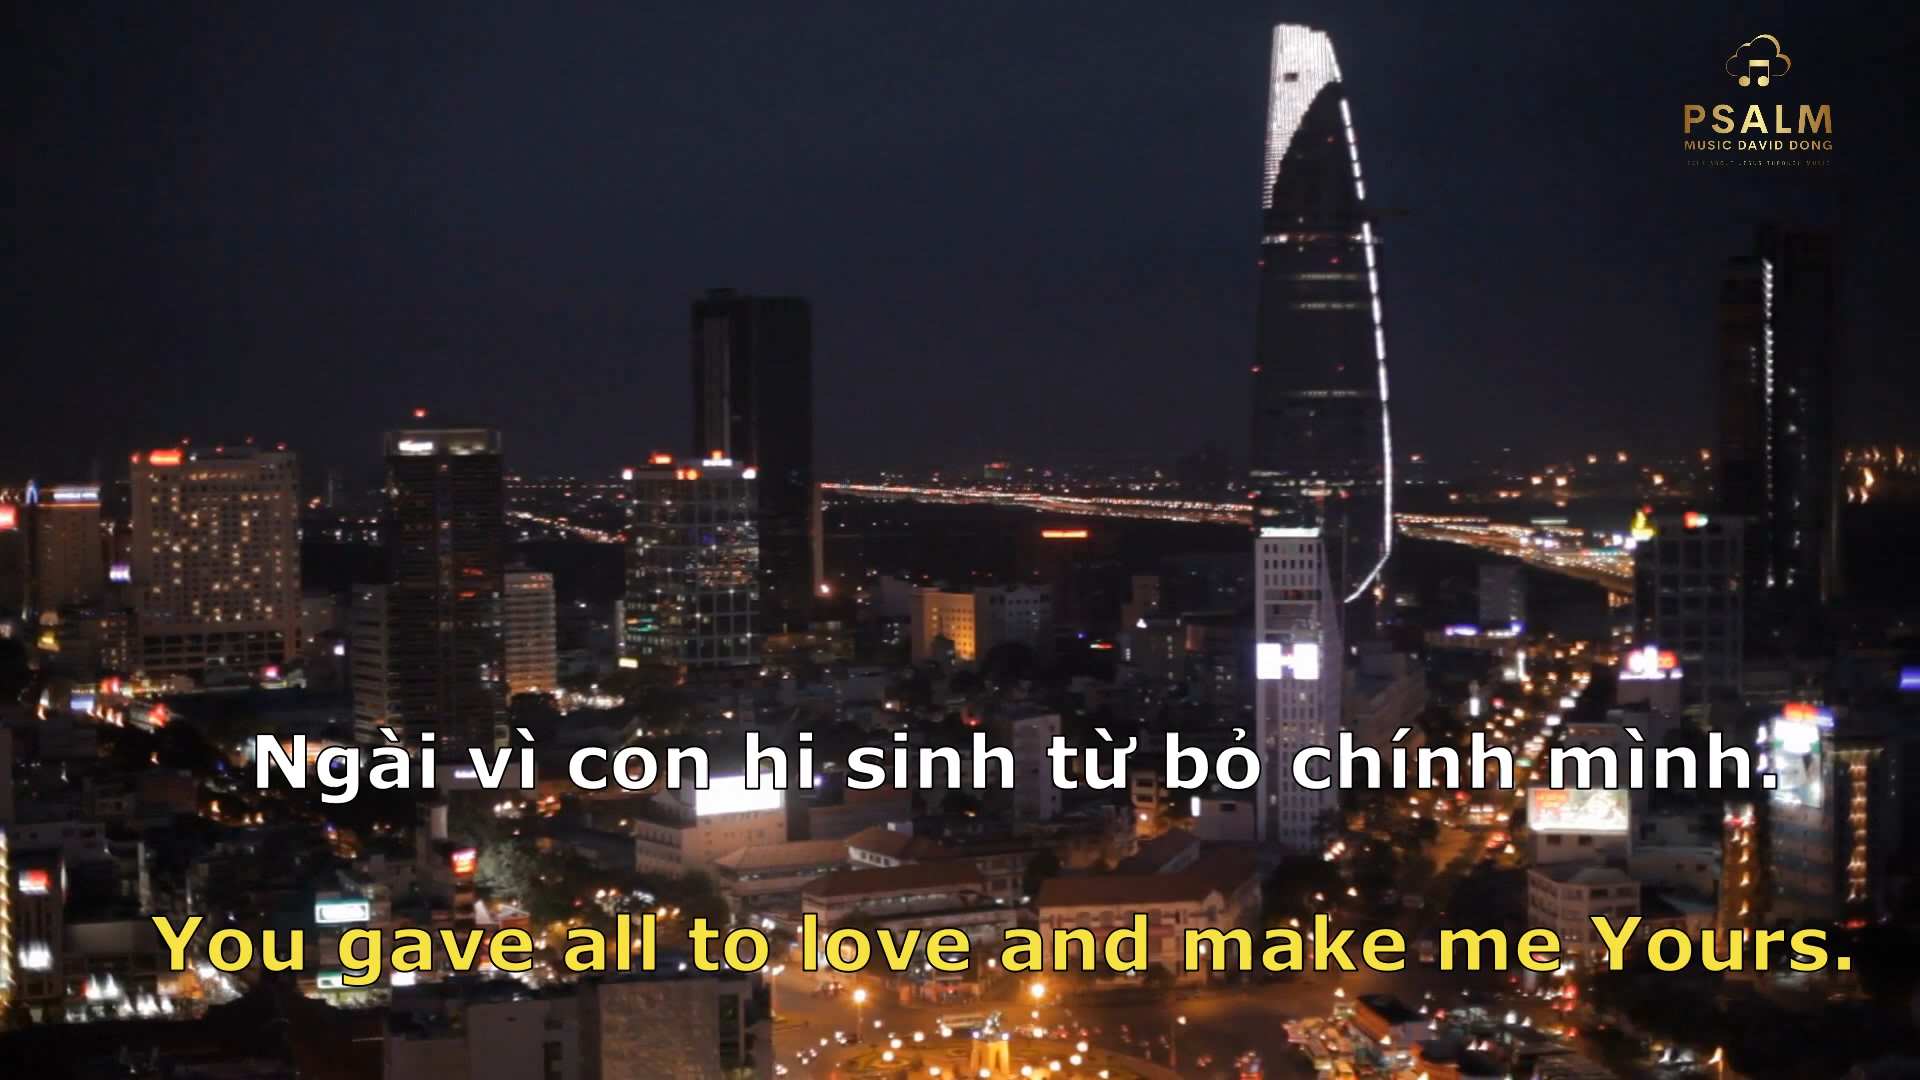 PSALM
MUSIC DAVID DONG
Ngài vì con hi sinh từ bỏ chính mình.
You gave all to love and make me Yours.